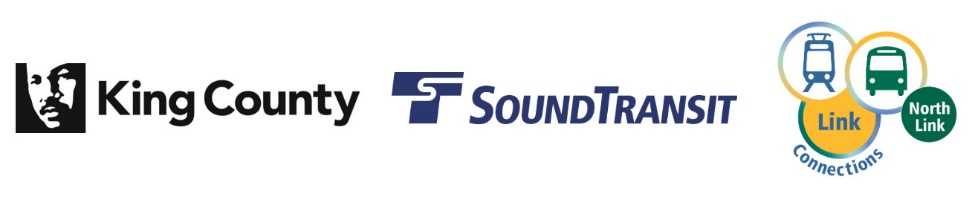 King County
SOUNDTRANSIT
Link
North
Link
Connections